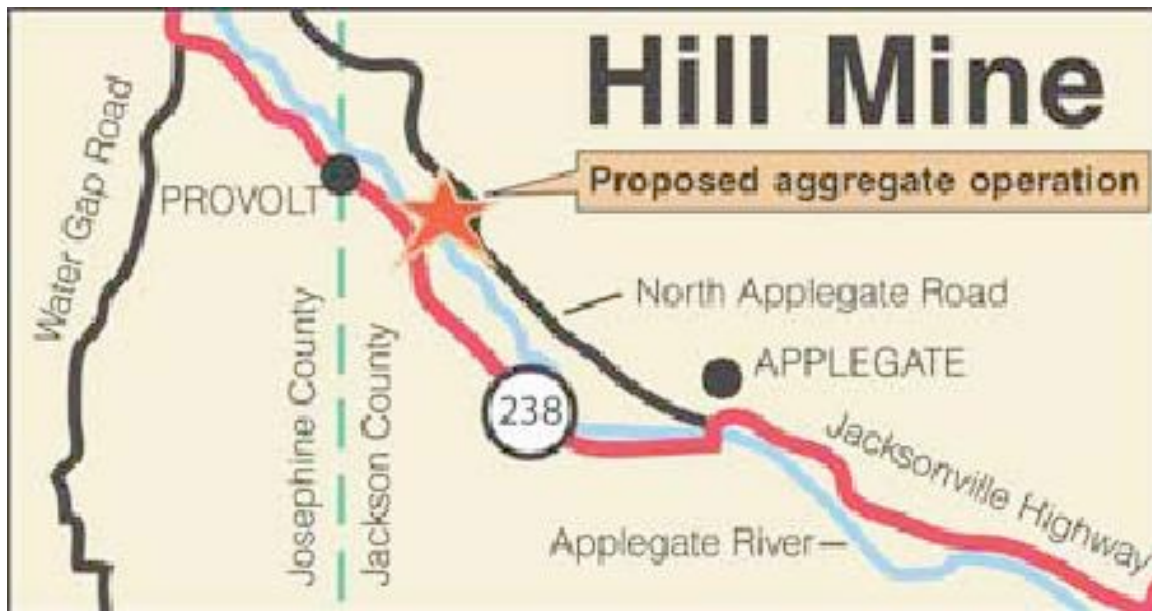 Hill Mine
Proposed aggregate operation
Water Gap Road
PROVOLT
North Applegate Road
APPLEGATE
Josephine County
Jackson County
238
Jacksonville Highway
Applegate River